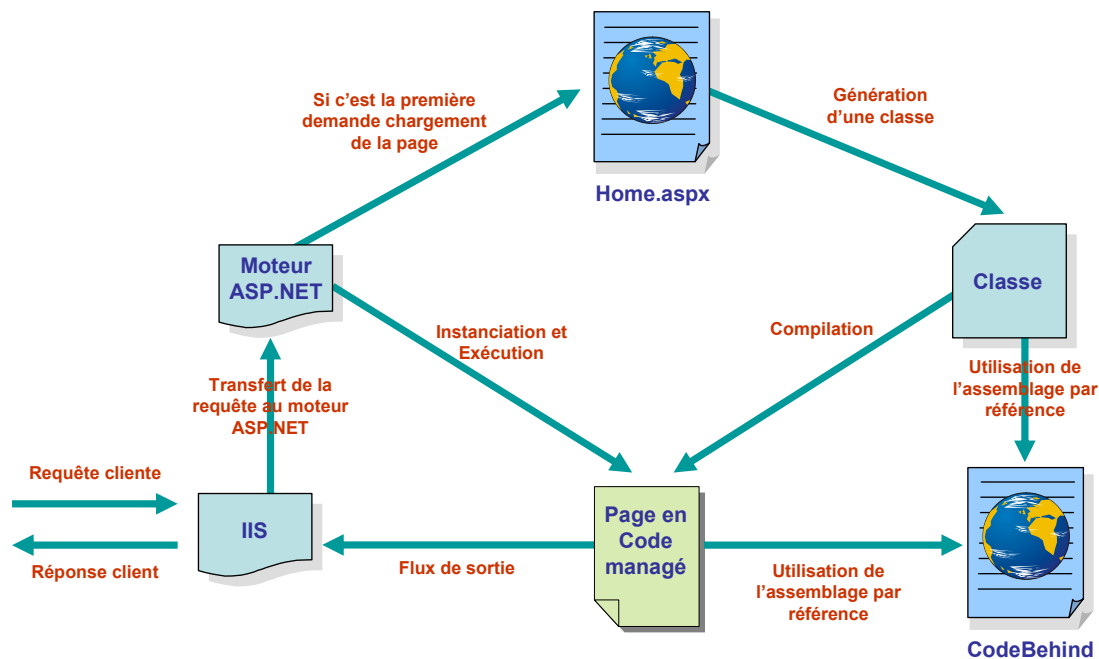 Si c'est la première
demande chargement
de la page
Home.aspx
Génération
d'une classe
Moteur
ASP.NET
Classe
Instanciation et
Exécution
Compilation
Utilisation de
l'assemblage par
référence
Transfert de la
requête au moteur
ASP.NET
Requête cliente
IIS
Réponse client
Flux de sortie
Page en
Code
managé
Utilisation de
l'assemblage par
référence
CodeBehind